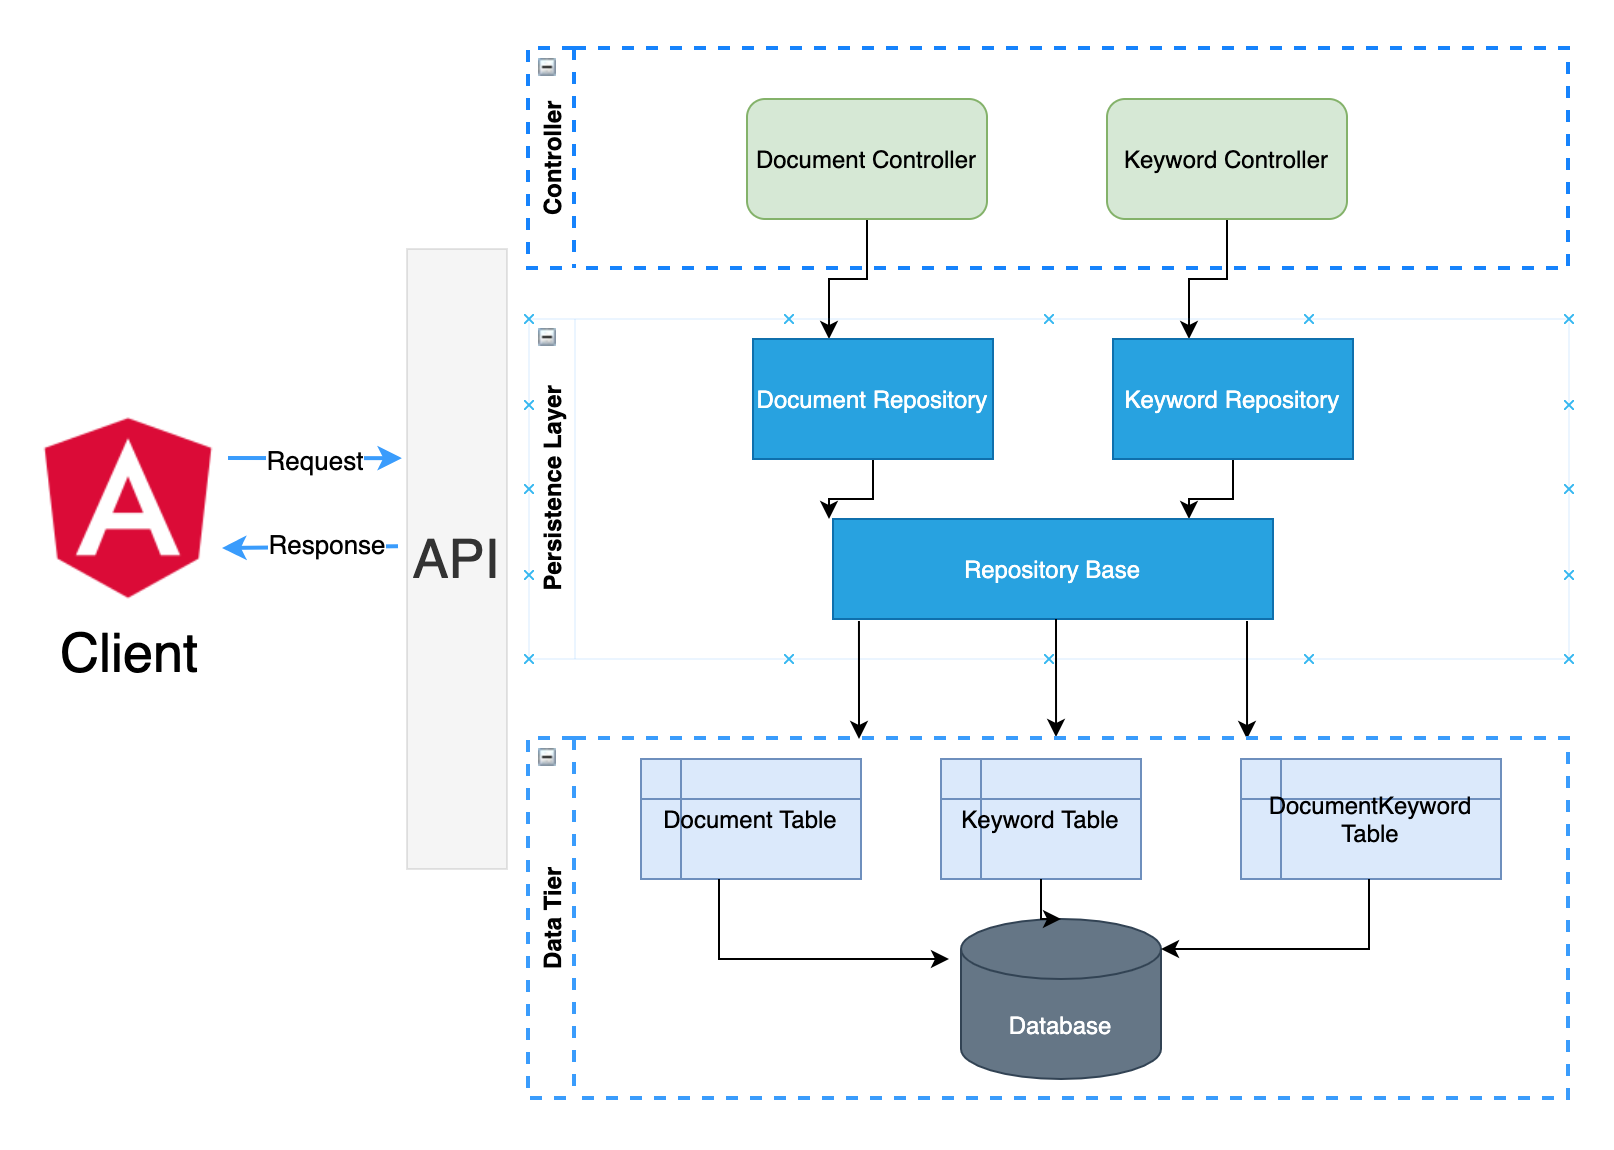 Controller
Document Controller
Keyword Controller
Persistence Layer
Document Repository
Keyword Repository
Repository Base
Request
Response
API
Client
Data Tier
Document Table
Keyword Table
DocumentKeyword
Table
Database